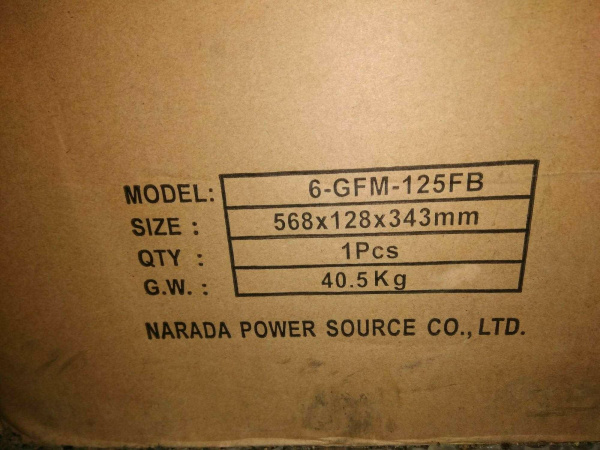 MODEL: 6-GFM-125FB
SIZE : 568x128x343mm
QTY : 1Pcs
G.W. : 40.5Kg
NARADA POWER SOURCE CO., LTD.